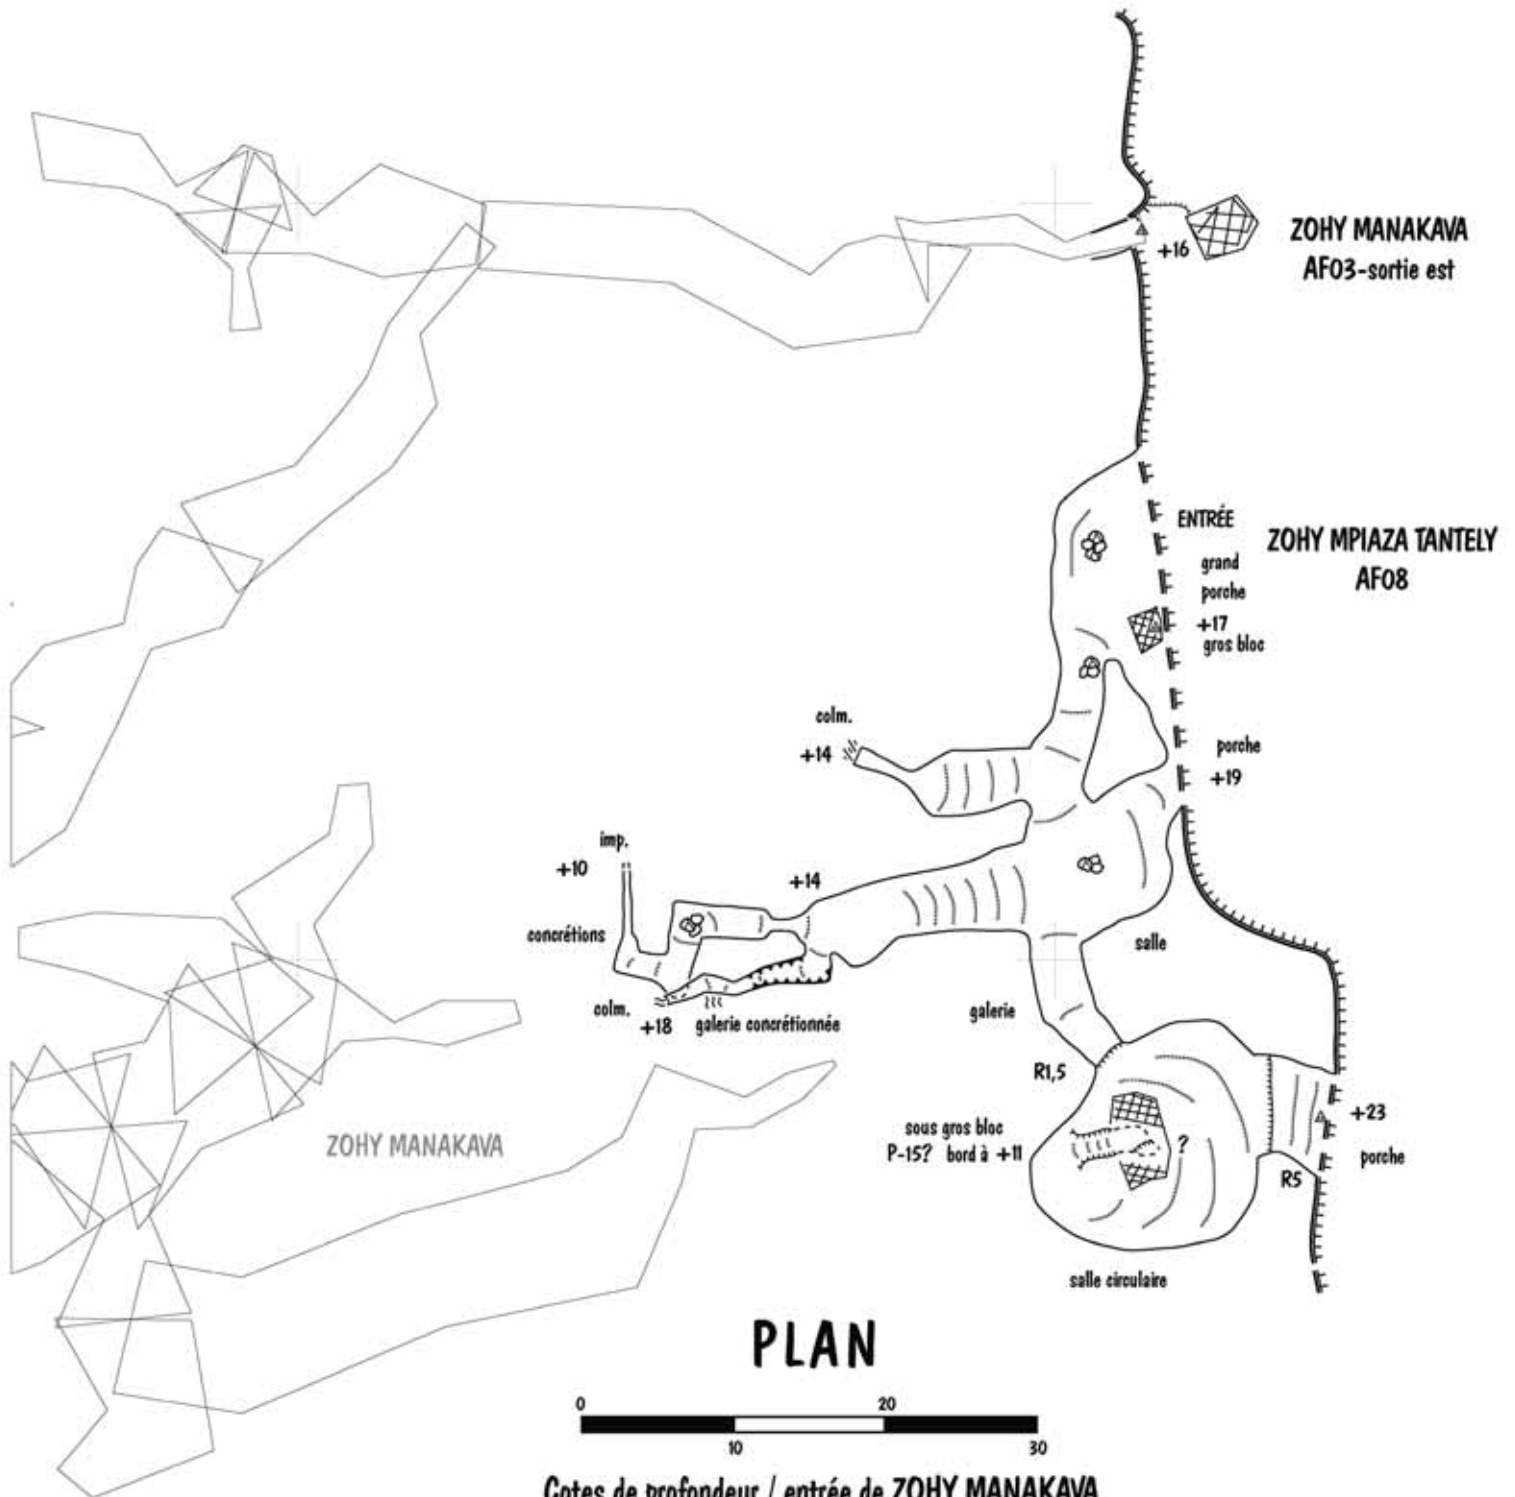 ZOHY MANAKAVA
AF03-sortie est
+16
ENTRÉE
ZOHY MPIAZA TANTELY
AF08
grand
porche
+17
gros bloc
colm.
+14
porche
+19
imp.
+10
+14
concrétions
salle
colm.
+18
galerie concrétionnée
galerie
R1,5
+23
sous gros bloc
P-15? bord à +11
?
porche
R5
ZOHY MANAKAVA
salle circulaire
PLAN
0 20
10 30
Cotes de profondeur / entrée de ZOHY MANAKAVA